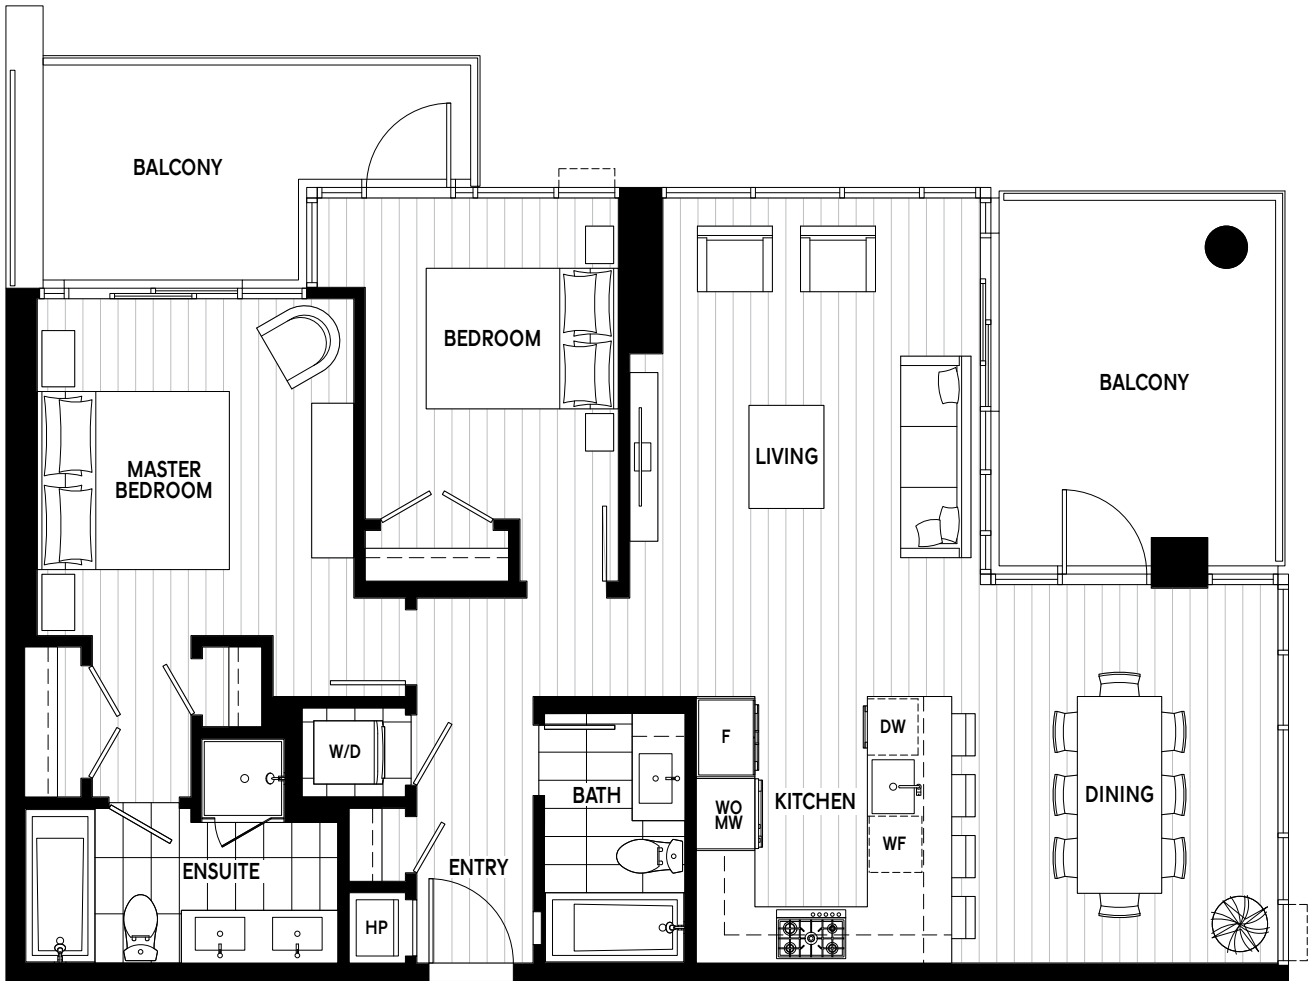 BALCONY
BEDROOM
BALCONY
LIVING
MASTER
BEDROOM
F
DW
W/D
BATH
WO
MW
KITCHEN
DINING
WF
ENSUITE
ENTRY
HP